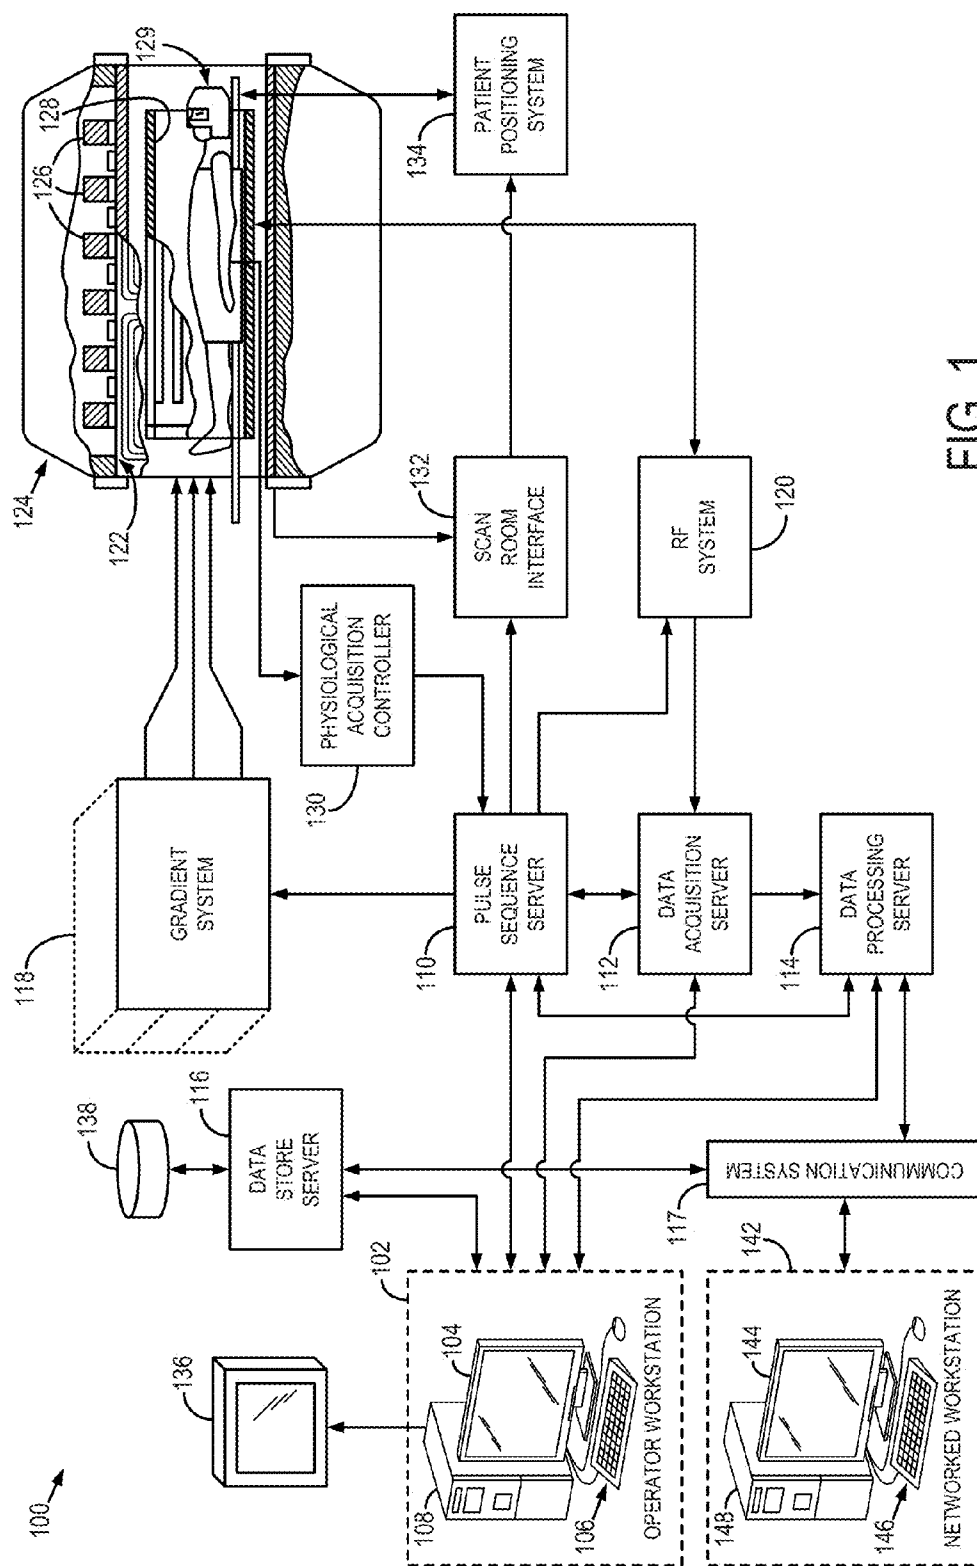 100
136
138
116
DATA
STORE
SERVER
118
GRADIENT
SYSTEM
124
122
126
128
129
PHYSIOLOGICAL
ACQUISITION
CONTROLLER
130
102
108
104
106
OPERATOR WORKSTATION
PULSE
SEQUENCE
SERVER
110
SCAN
ROOM
INTERFACE
132
PATIENT
POSITIONING
SYSTEM
134
DATA
ACQUISITION
SERVER
112
RF
SYSTEM
120
DATA
PROCESSING
SERVER
114
COMMUNICATION SYSTEM
117
142
148
144
146
NETWORKED WORKSTATION
FIG. 1